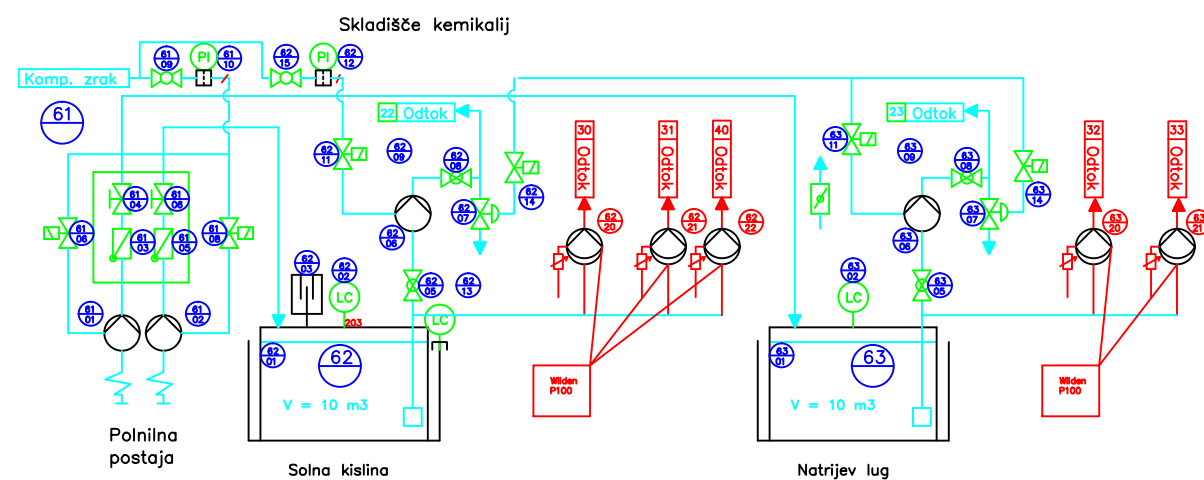 Skladišče kemikalij
Komp. zrak
61
61 09
PI
61 10
62 15
PI
62 12
22 Odtok
30 Odtok
31 Odtok
40 Odtok
23 Odtok
32 Odtok
33 Odtok
62 11
62 09
62 08
62 14
62 07
62 06
63 11
63 09
63 08
63 14
63 07
63 06
61 04
61 06
61 06
61 03
61 05
61 08
61 01
61 02
62 20
62 21
62 22
63 20
63 21
62 03
62 02
LC
203
62 05
62 13
LC
63 02
LC
63 05
62 01
62
V = 10 m3
Wilden
P100
63 01
63
V = 10 m3
Wilden
P100
Polnilna
postaja
Solna kislina
Natrijev lug